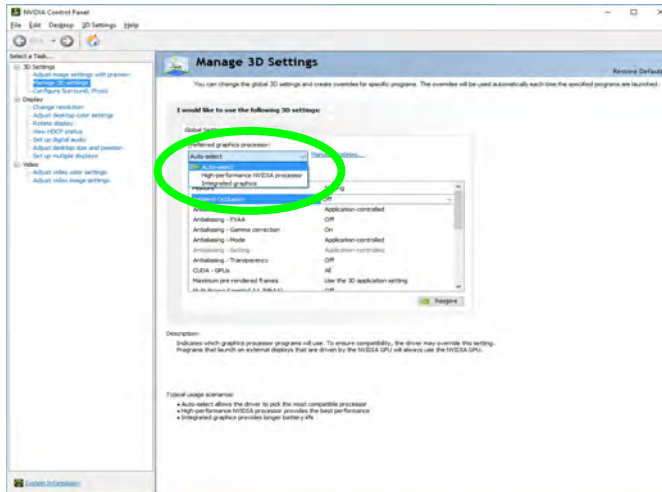 NVIDIA Control Panel
File Edit Desktop 3D Settings Help
Select a Task...
3D Settings
Adjust image settings with preview
Manage 3D settings
Configure Surround, PhysX
Display
Change resolution
Adjust desktop color settings
Rotate display
View HDCP status
Set up digital audio
Adjust desktop size and position
Set up multiple displays
Video
Adjust video color settings
Adjust video image settings
System Information
Manage 3D Settings
Restore Defaults
You can change the global 3D settings and create overrides for specific programs. The overrides will be used automatically each time the specified programs are launched.
I would like to use the following 3D settings:
Global Settings
Preferred graphics processor:
Auto-select
Auto-select
High-performance NVIDIA processor
Integrated graphics
Ambient Occlusion Off
Application-controlled
Antialiasing - FXAA Off
Antialiasing - Gamma correction On
Antialiasing - Mode Application-controlled
Antialiasing - Setting Application-controlled
Antialiasing - Transparency Off
CUDA - GPUs All
Maximum pre-rendered frames Use the 3D application setting
Restore
Description:
Indicates which graphics processor programs will use. To ensure compatibility, the driver may override this setting.
Programs that launch on external displays that are driven by the NVIDIA GPU will always use the NVIDIA GPU.
Typical usage scenarios:
• Auto-select allows the driver to pick the most compatible processor
• High-performance NVIDIA processor provides the best performance
• Integrated graphics provides longer battery life